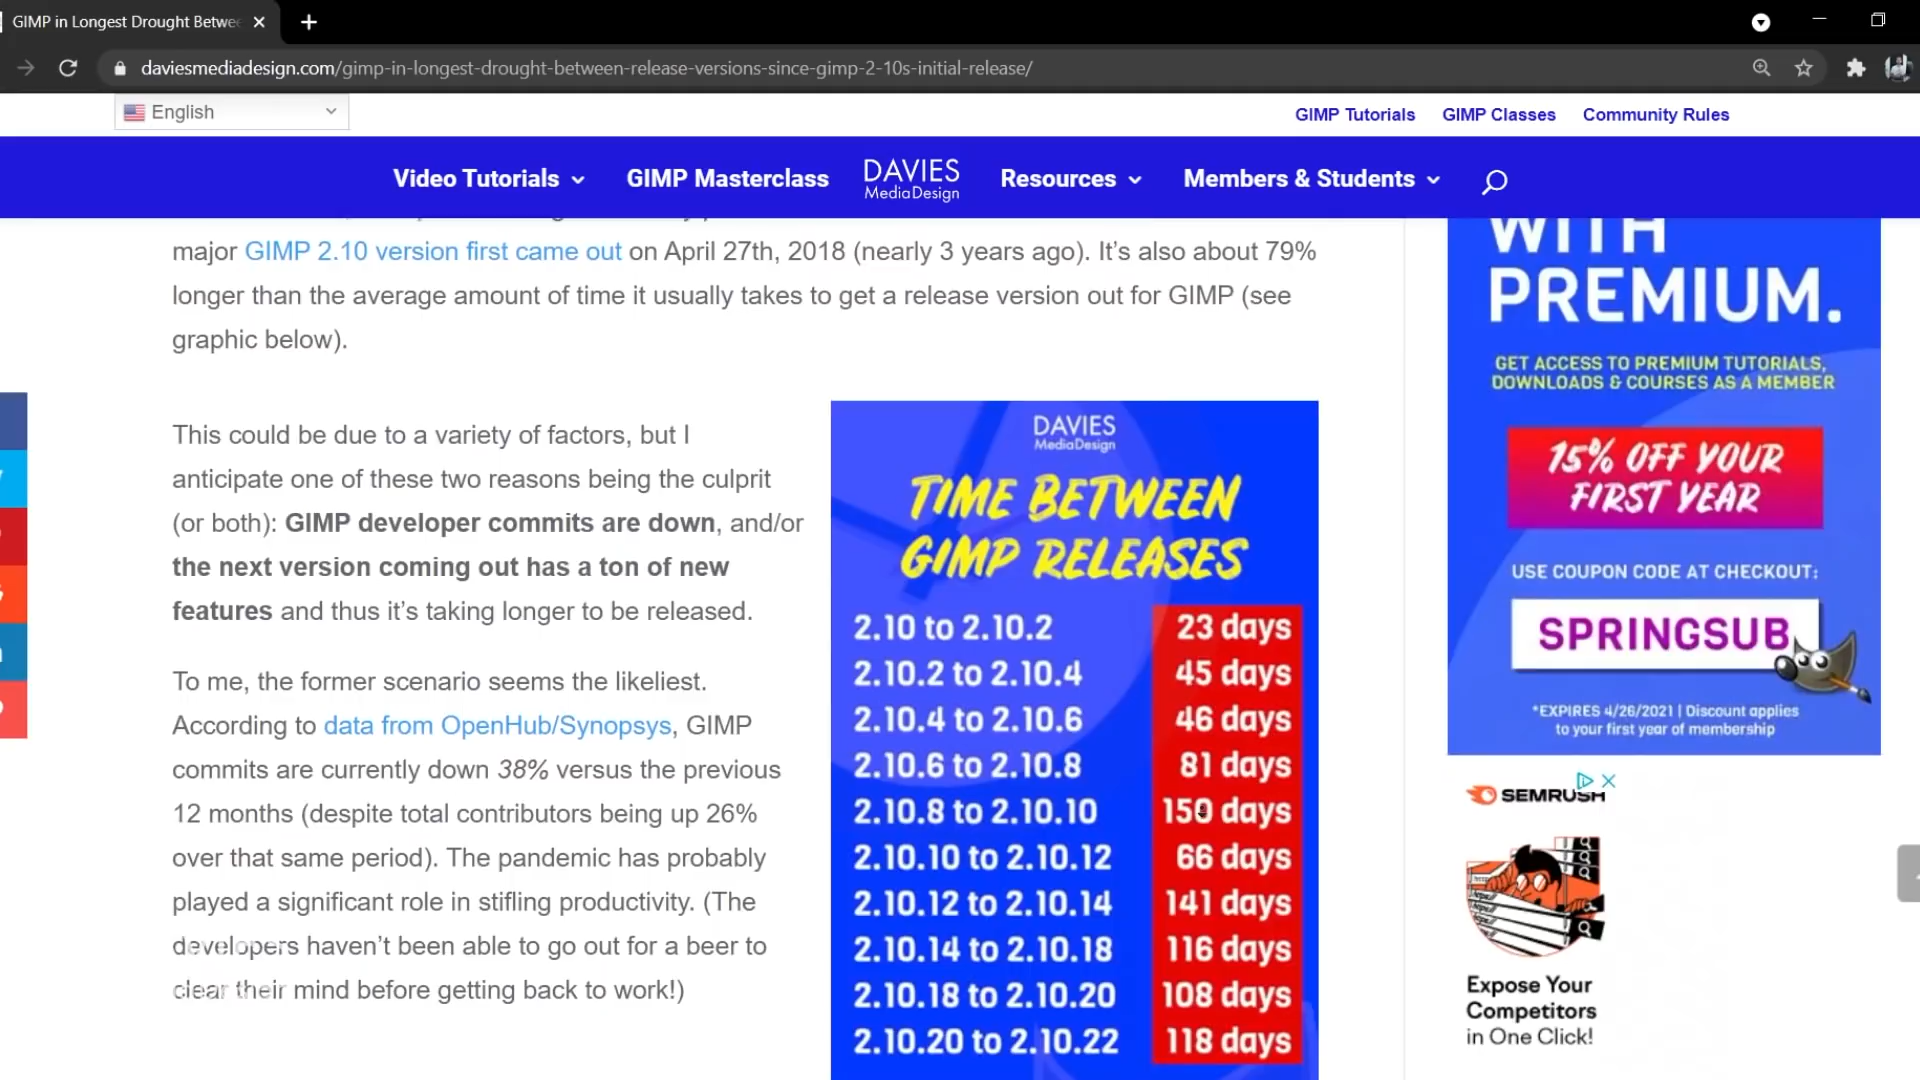 GIMP in Longest Drought Betwe
daviesmediadesign.com/gimp-in-longest-drought-between-release-versions-since-gimp-2-10s-initial-release/
English
GIMP Tutorials
GIMP Classes
Community Rules
Video Tutorials
GIMP Masterclass
DAVIES
MediaDesign
Resources
Members & Students
major GIMP 2.10 version first came out on April 27th, 2018 (nearly 3 years ago). It’s also about 79%
longer than the average amount of time it usually takes to get a release version out for GIMP (see
graphic below).
This could be due to a variety of factors, but I
anticipate one of these two reasons being the culprit
(or both): GIMP developer commits are down, and/or
the next version coming out has a ton of new
features and thus it’s taking longer to be released.
To me, the former scenario seems the likeliest.
According to data from OpenHub/Synopsys, GIMP
commits are currently down 38% versus the previous
12 months (despite total contributors being up 26%
over that same period). The pandemic has probably
played a significant role in stifling productivity. (The
developers haven’t been able to go out for a beer to
clear their mind before getting back to work!)
DAVIES
MediaDesign
TIME BETWEEN
GIMP RELEASES
2.10 to 2.10.2 23 days
2.10.2 to 2.10.4 45 days
2.10.4 to 2.10.6 46 days
2.10.6 to 2.10.8 81 days
2.10.8 to 2.10.10 150 days
2.10.10 to 2.10.12 66 days
2.10.12 to 2.10.14 141 days
2.10.14 to 2.10.18 116 days
2.10.18 to 2.10.20 108 days
2.10.20 to 2.10.22 118 days
WITH
PREMIUM.
GET ACCESS TO PREMIUM TUTORIALS,
DOWNLOADS & COURSES AS A MEMBER
15% OFF YOUR
FIRST YEAR
USE COUPON CODE AT CHECKOUT:
SPRINGSUB
*EXPIRES 4/26/2021 | Discount applies
to your first year of membership
SEMRUSH
Expose Your
Competitors
in One Click!